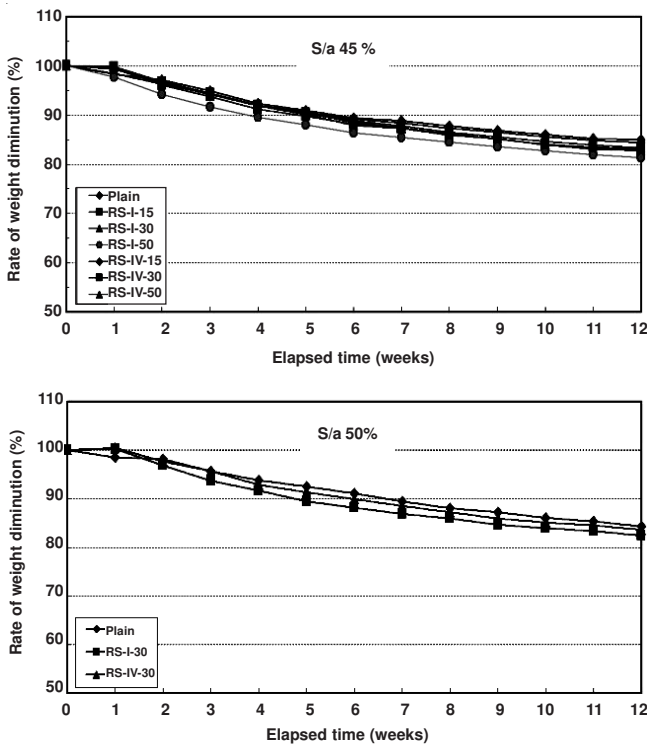 110
100
90
80
70
60
50
Rate of weight diminution (%)
S/a 45 %
Plain
RS-I-15
RS-I-30
RS-I-50
RS-IV-15
RS-IV-30
RS-IV-50
0 1 2 3 4 5 6 7 8 9 10 11 12
Elapsed time (weeks)
110
100
90
80
70
60
50
Rate of weight diminution (%)
S/a 50%
Plain
RS-I-30
RS-IV-30
0 1 2 3 4 5 6 7 8 9 10 11 12
Elapsed time (weeks)